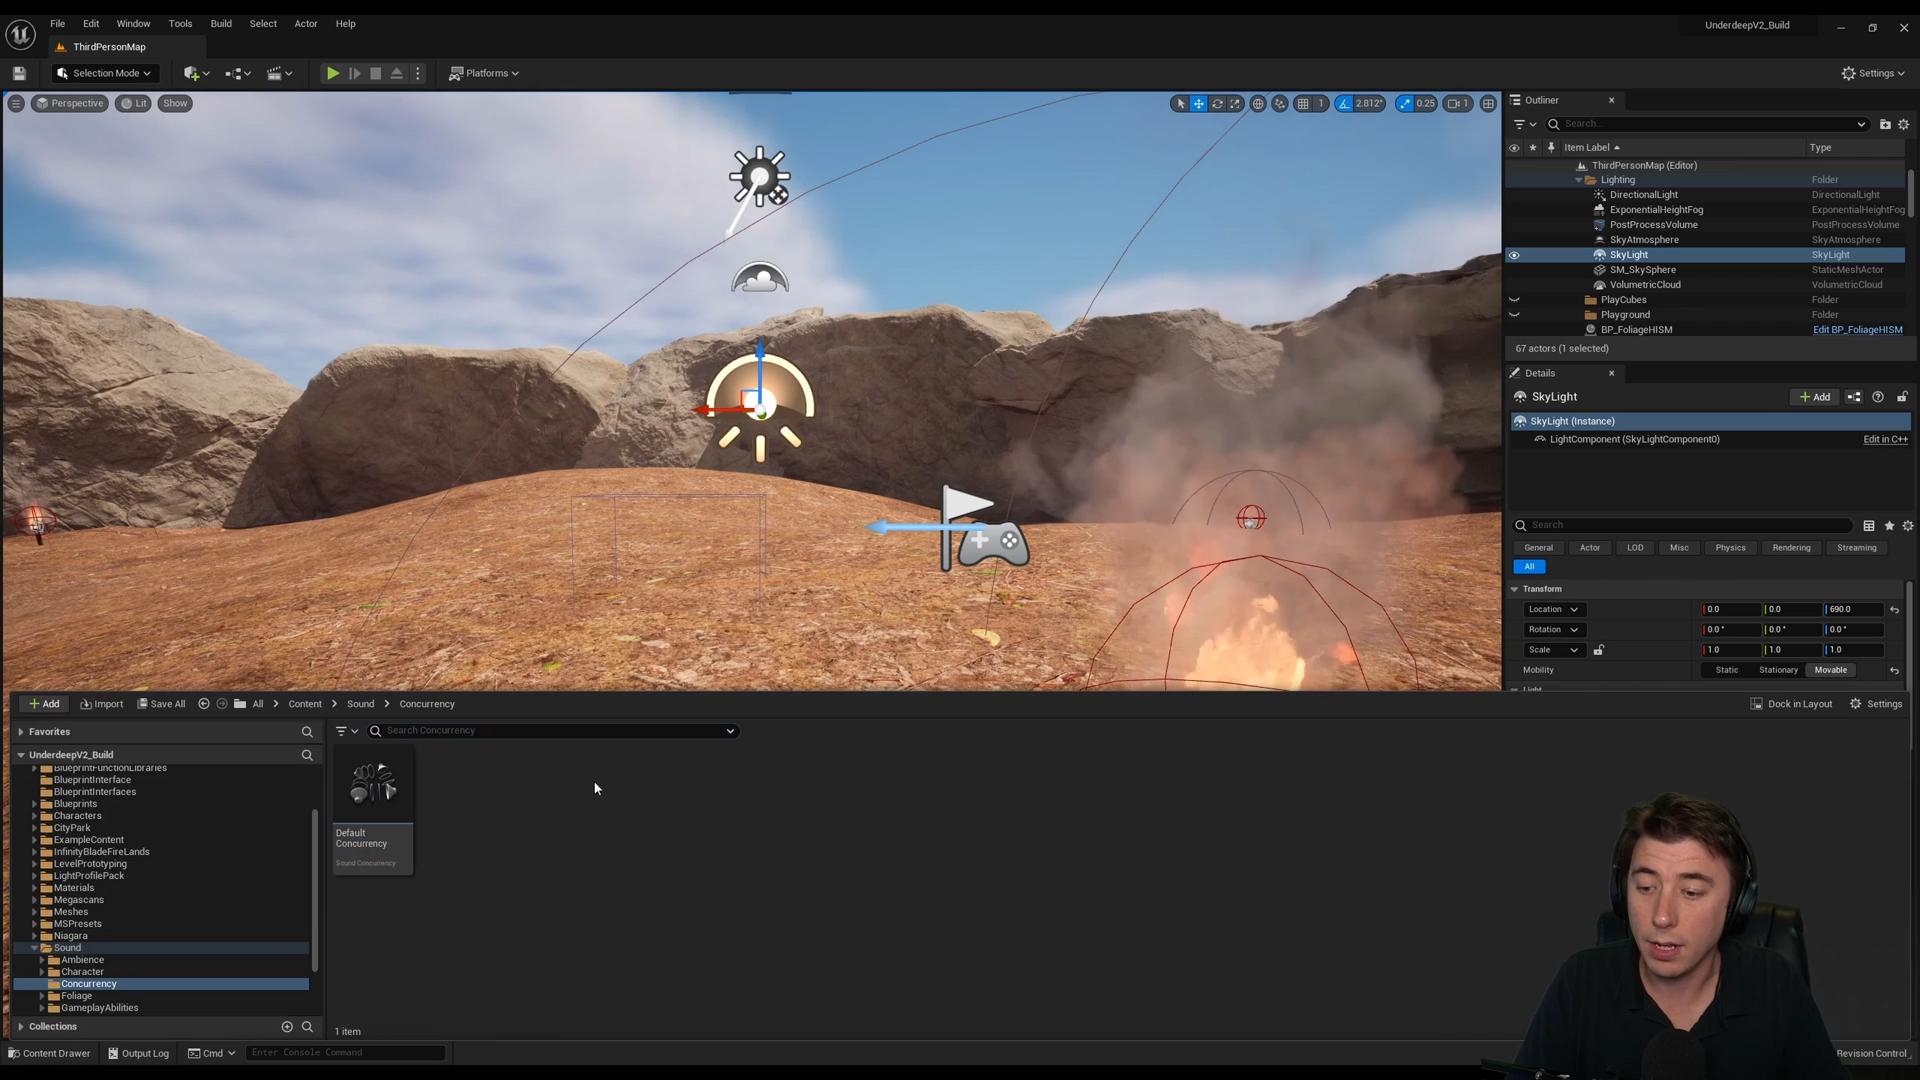 File Edit Window Tools Build Select Actor Help
UnderdeepV2_Build
ThirdPersonMap
Selection Mode
Platforms
Settings
Perspective Lit Show
1 2.812° 0.25 1
Outliner
Search...
Item Label Type
ThirdPersonMap (Editor)
Lighting Folder
DirectionalLight DirectionalLight
ExponentialHeightFog ExponentialHeightFog
PostProcessVolume PostProcessVolume
SkyAtmosphere SkyAtmosphere
SkyLight SkyLight
SM_SkySphere StaticMeshActor
VolumetricCloud VolumetricCloud
PlayCubes Folder
Playground Folder
BP_FoliageHISM Edit BP_FoliageHISM
67 actors (1 selected)
Details
SkyLight
Add
SkyLight (Instance)
LightComponent (SkyLightComponent0) Edit in C++
Search
General Actor LOD Misc Physics Rendering Streaming
All
Transform
Location 0.0 0.0 690.0
Rotation 0.0 ° 0.0 ° 0.0 °
Scale 1.0 1.0 1.0
Mobility Static Stationary Movable
Light
Add Import Save All All Content Sound Concurrency
Dock in Layout Settings
Favorites
Search Concurrency
UnderdeepV2_Build
BlueprintFunctionLibraries
BlueprintInterface
BlueprintInterfaces
Blueprints
Characters
CityPark
ExampleContent
InfinityBladeFireLands
LevelPrototyping
LightProfilePack
Materials
Megascans
Meshes
MSPresets
Niagara
Sound
Ambience
Character
Concurrency
Foliage
GameplayAbilities
Collections
Default
Concurrency
Sound Concurrency
1 item
Content Drawer Output Log Cmd Enter Console Command
Revision Control